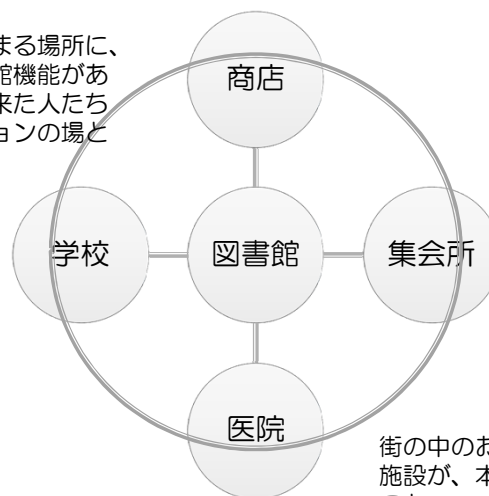 まる場所に、
館機能があ
来た人たち
ョンの場と
商店
学校
図書館
集会所
医院
街の中のお
施設が、本